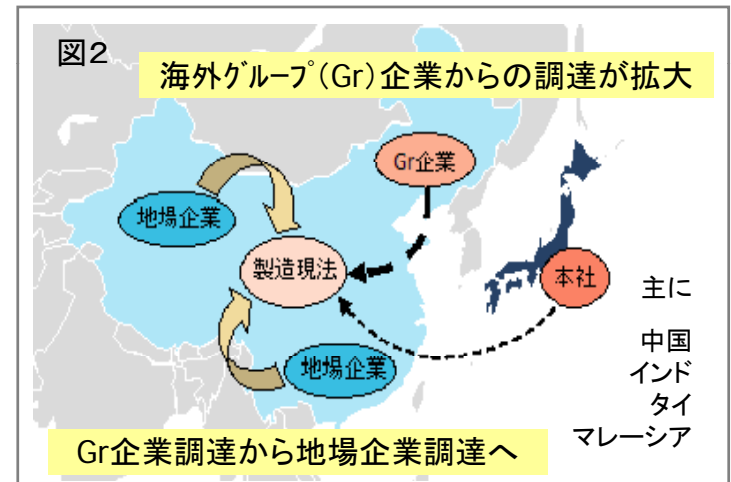 図2
海外ｸﾞﾙｰﾌﾟ(Gr)企業からの調達が拡大
Gr企業
地場企業
製造現法
本社
地場企業
主に
中国
インド
タイ
マレーシア
Gr企業調達から地場企業調達へ